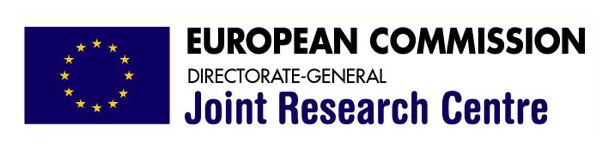 EUROPEAN COMMISSION
DIRECTORATE-GENERAL
Joint Research Centre